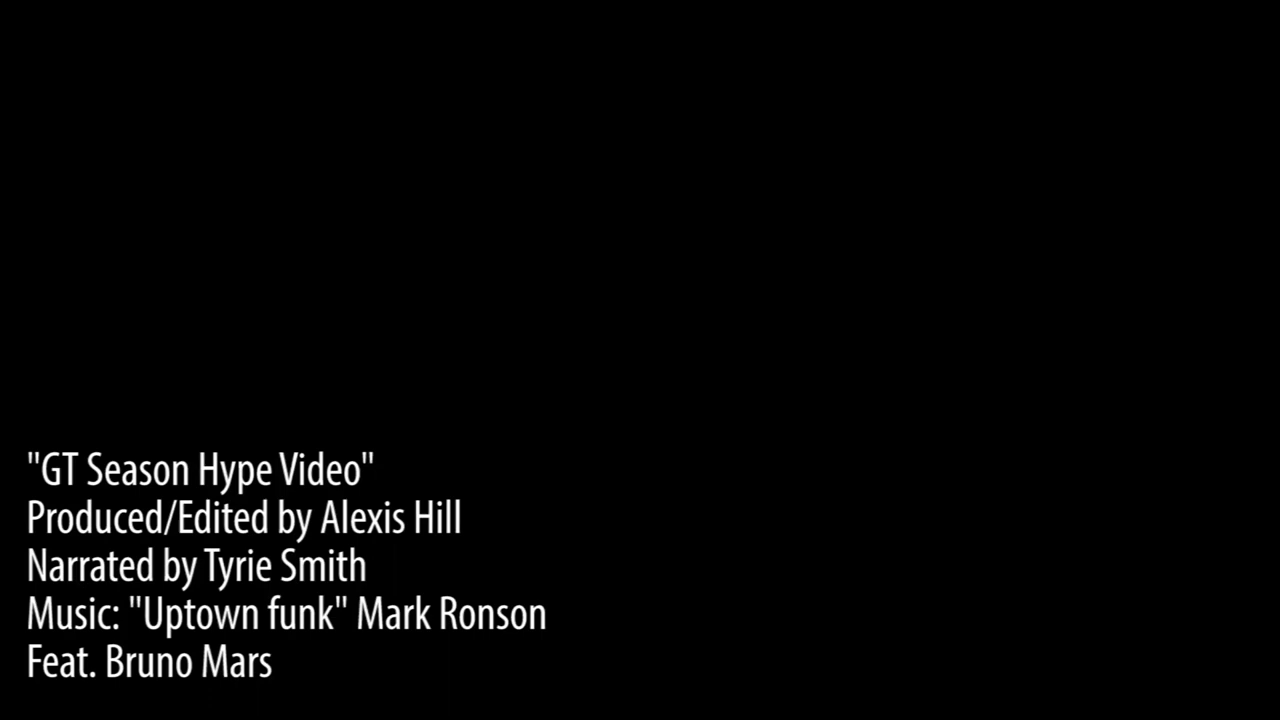 "GT Season Hype Video"
Produced/Edited by Alexis Hill
Narrated by Tyrie Smith
Music: "Uptown funk" Mark Ronson
Feat. Bruno Mars